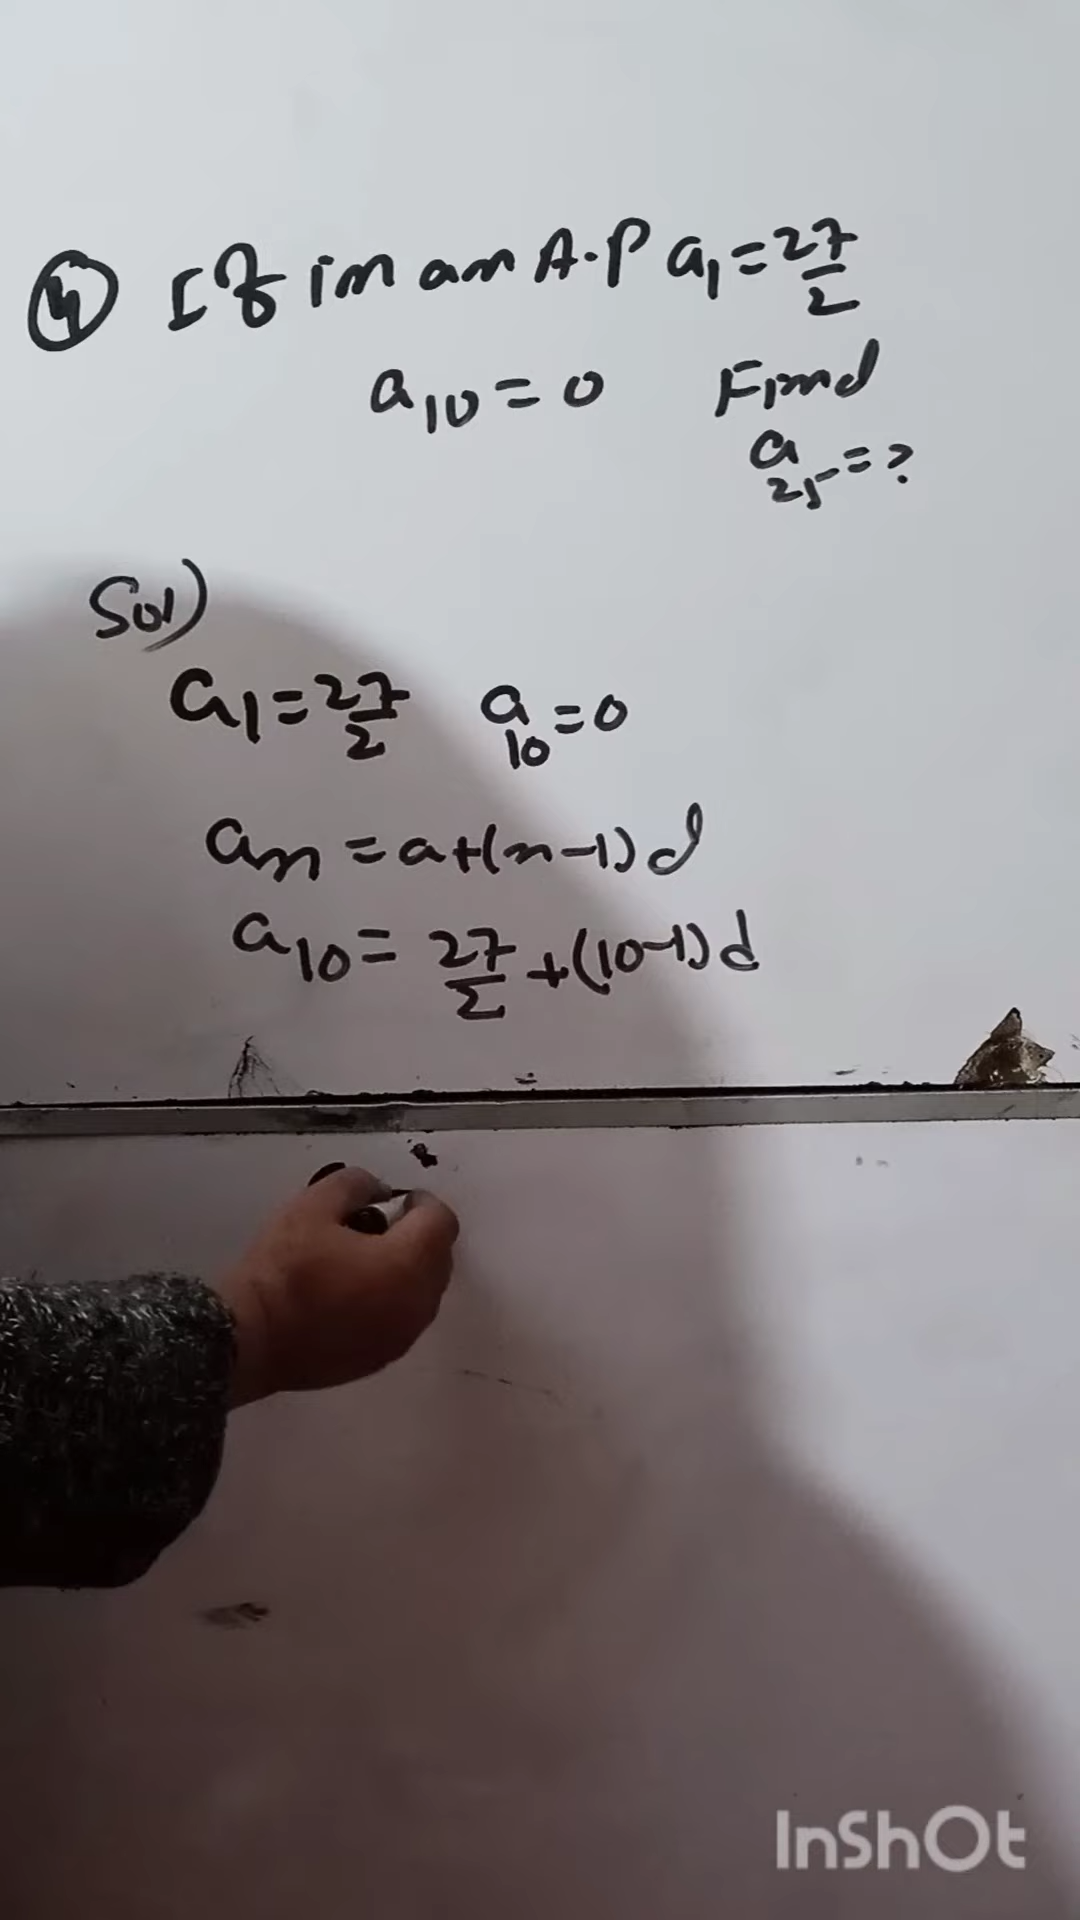 ④ If in an A.P a₁ = 27/2
a₁₀ = 0 Find
a₂₅ = ?
Sol)
a₁ = 27/2 a₁₀ = 0
aₙ = a+(n-1)d
a₁₀ = 27/2 + (10-1)d
InShOt